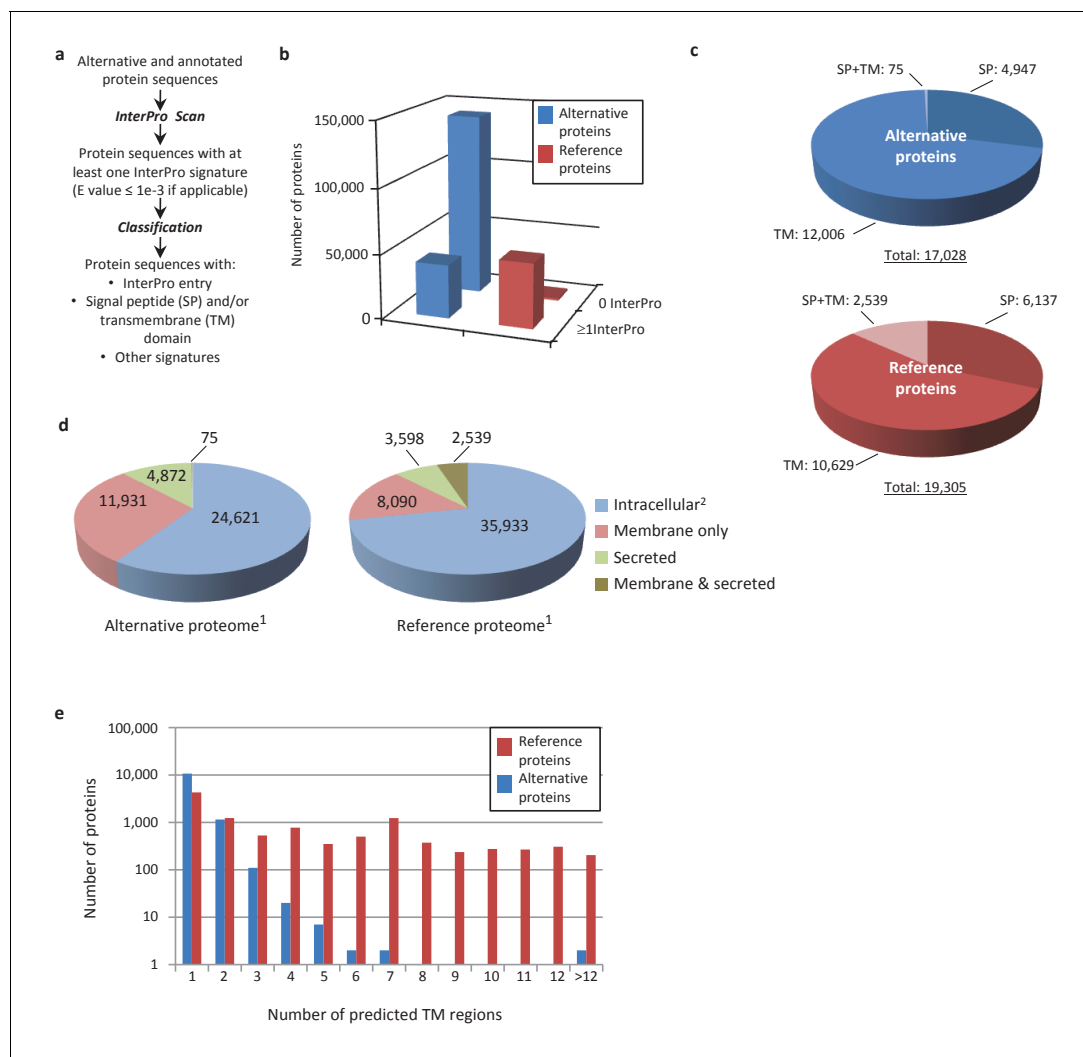 a
Alternative and annotated
protein sequences
InterPro Scan
Protein sequences with at
least one InterPro signature
(E value ≤ 1e-3 if applicable)
Classification
Protein sequences with:
• InterPro entry
• Signal peptide (SP) and/or
transmembrane (TM)
domain
• Other signatures
b
Number of proteins
150,000
100,000
50,000
0
Alternative
proteins
Reference
proteins
0 InterPro
≥1InterPro
c
SP+TM: 75
SP: 4,947
Alternative
proteins
TM: 12,006
Total: 17,028
SP+TM: 2,539
SP: 6,137
Reference
proteins
TM: 10,629
Total: 19,305
d
75
4,872
11,931
24,621
Alternative proteome¹
3,598
2,539
8,090
35,933
Reference proteome¹
Intracellular²
Membrane only
Secreted
Membrane & secreted
e
Number of proteins
100,000
10,000
1,000
100
10
1
Reference
proteins
Alternative
proteins
1 2 3 4 5 6 7 8 9 10 11 12 >12
Number of predicted TM regions